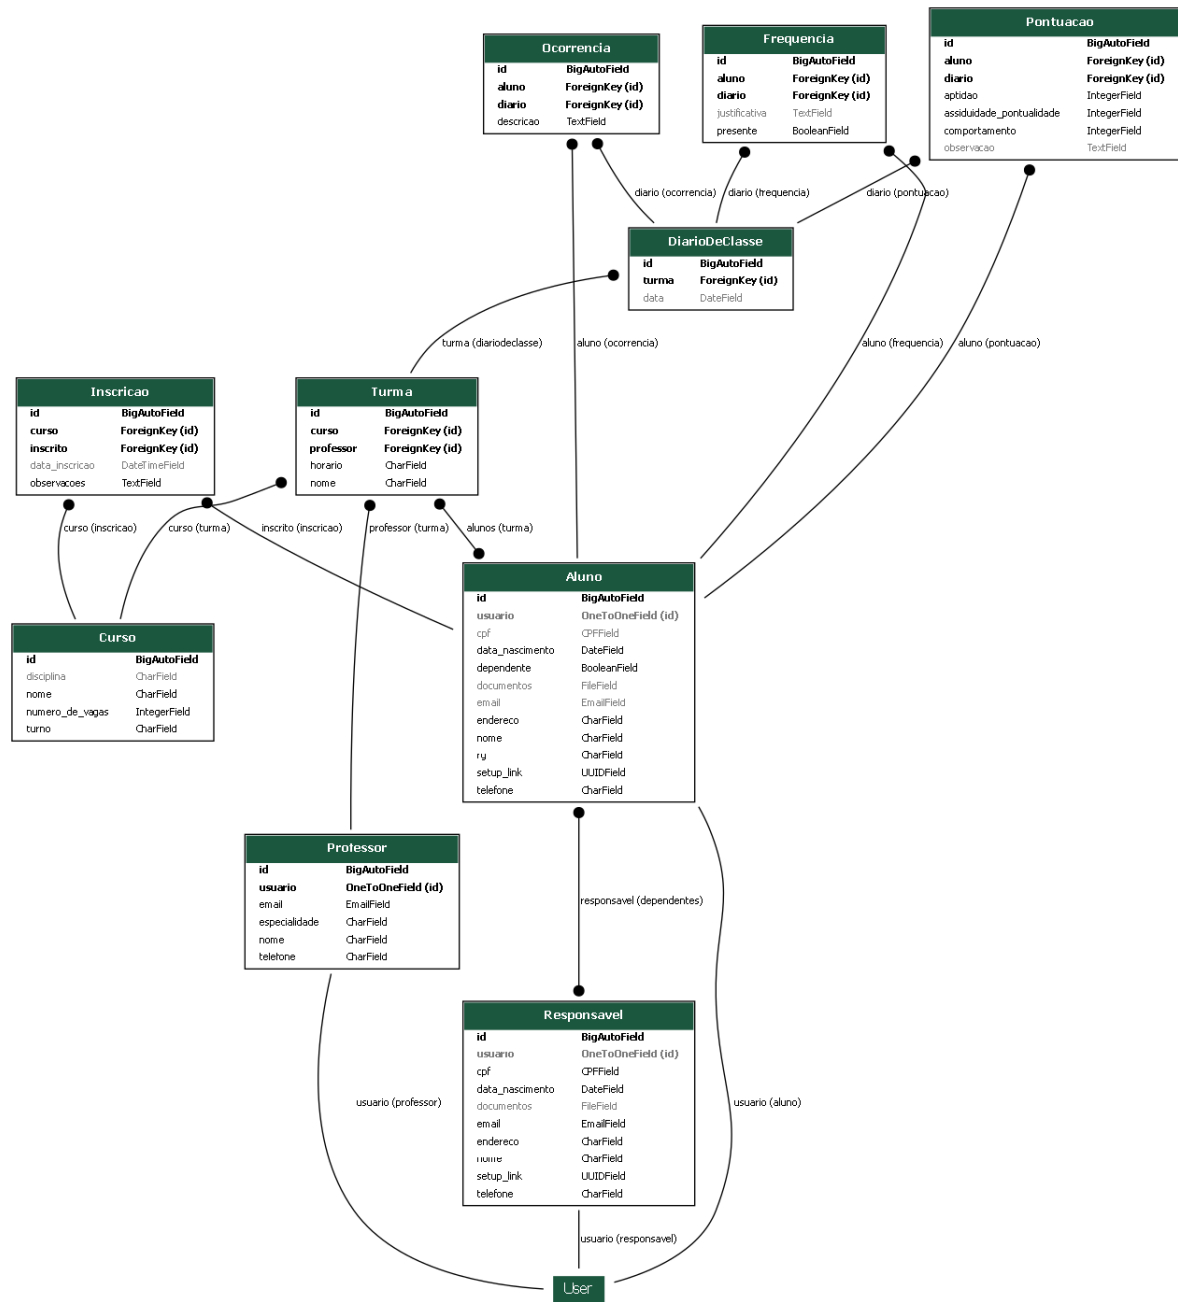 Pontuacao
id BigAutoField
aluno ForeignKey (id)
diario ForeignKey (id)
aptidao IntegerField
assiduidade_pontualidade IntegerField
comportamento IntegerField
observacao TextField
Frequencia
id BigAutoField
aluno ForeignKey (id)
diario ForeignKey (id)
justificativa TextField
presente BooleanField
Ocorrencia
id BigAutoField
aluno ForeignKey (id)
diario ForeignKey (id)
descricao TextField
diario (ocorrencia)
diario (frequencia)
diario (pontuacao)
DiarioDeClasse
id BigAutoField
turma ForeignKey (id)
data DateField
turma (diariodeclasse)
aluno (ocorrencia)
aluno (frequencia)
aluno (pontuacao)
Inscricao
id BigAutoField
curso ForeignKey (id)
inscrito ForeignKey (id)
data_inscricao DateTimeField
observacoes TextField
Turma
id BigAutoField
curso ForeignKey (id)
professor ForeignKey (id)
horario CharField
nome CharField
curso (inscricao)
curso (turma)
inscrito (inscricao)
professor (turma)
alunos (turma)
Aluno
id BigAutoField
usuario OneToOneField (id)
cpf CPFField
data_nascimento DateField
dependente BooleanField
documentos FileField
email EmailField
endereco CharField
nome CharField
CharField
setup_link UUIDField
telefone CharField
Curso
id BigAutoField
disciplina CharField
nome CharField
numero_de_vagas IntegerField
turno CharField
Professor
id BigAutoField
usuario OneToOneField (id)
email EmailField
especialidade CharField
nome CharField
telefone CharField
responsavel (dependentes)
Responsavel
id BigAutoField
usuario OneToOneField (id)
cpf CPFField
data_nascimento DateField
documentos FileField
email EmailField
endereco CharField
nome CharField
setup_link UUIDField
telefone CharField
usuario (professor)
usuario (aluno)
usuario (responsavel)
User